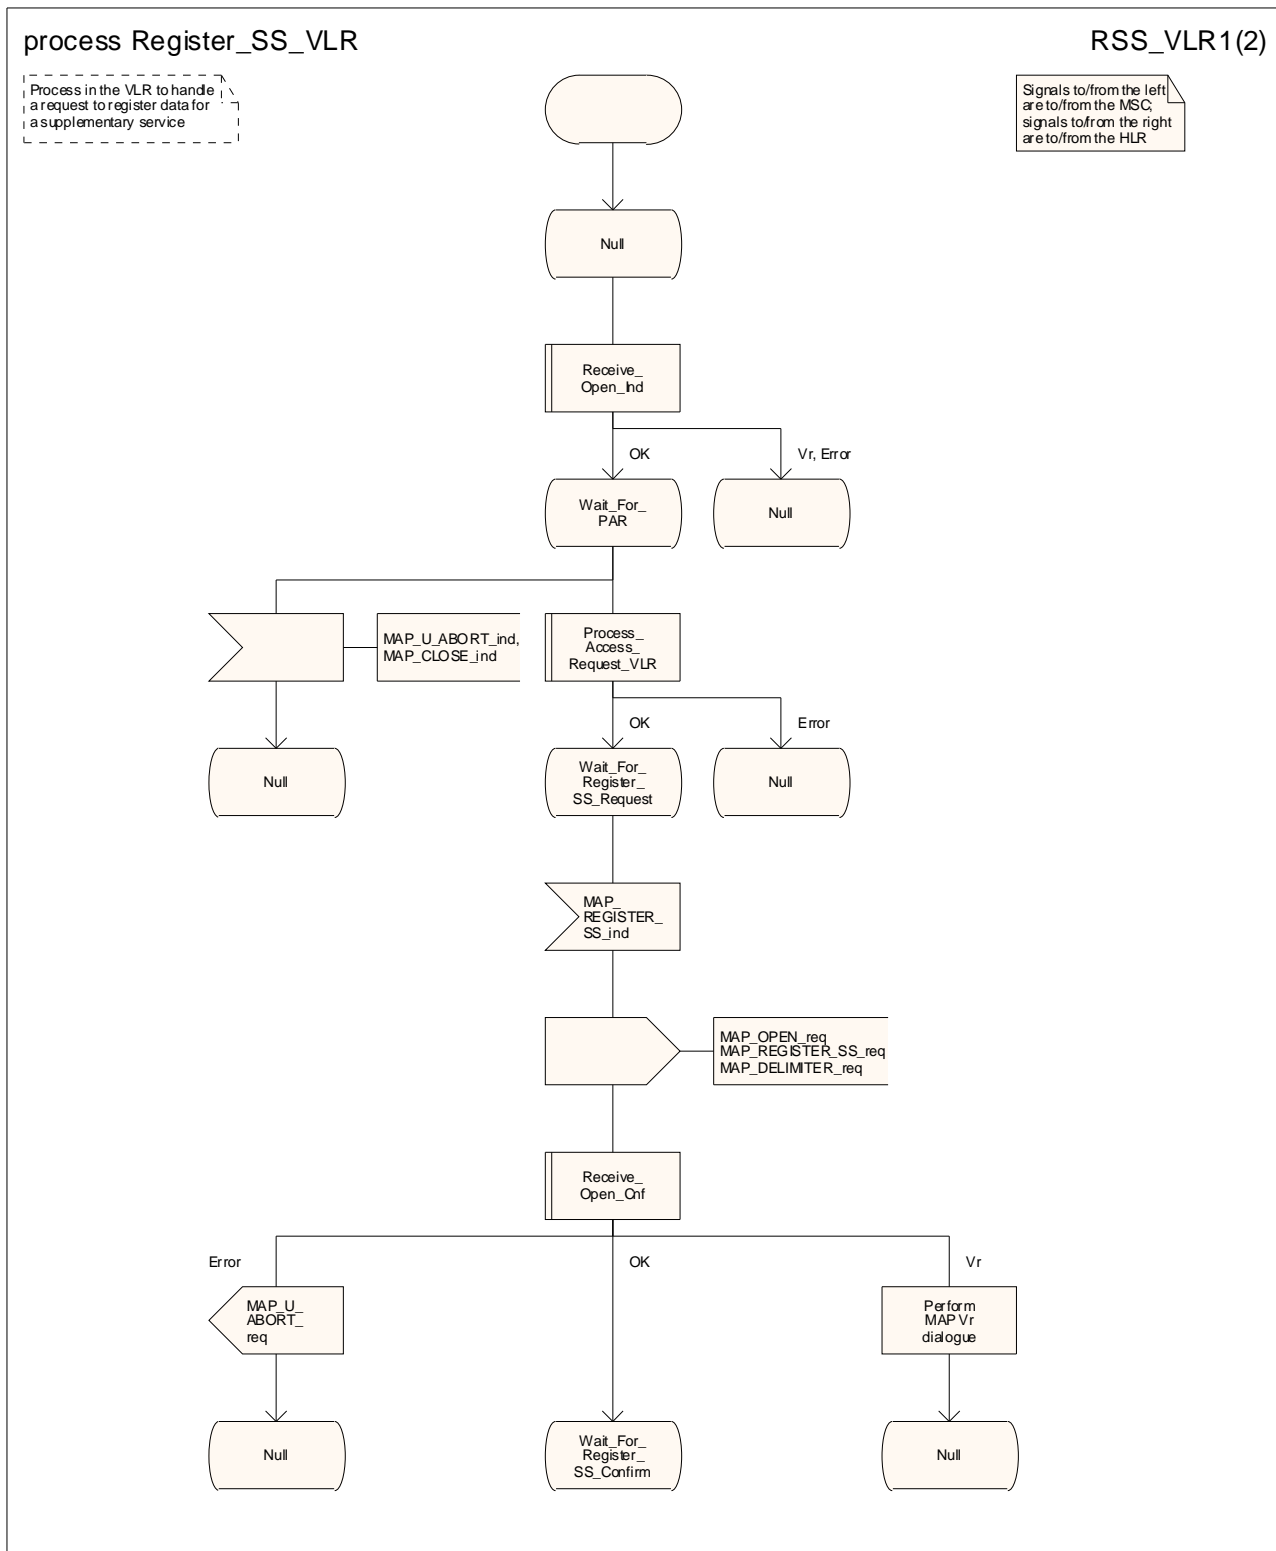 process Register_SS_VLR
RSS_VLR1(2)
Process in the VLR to handle
a request to register data for
a supplementary service
Signals to/from the left
are to/from the MSC;
signals to/from the right
are to/from the HLR
Null
Receive_
Open_Ind
OK
Vr, Error
Wait_For_
PAR
Null
MAP_U_ABORT_ind,
MAP_CLOSE_ind
Process_
Access_
Request_VLR
OK
Error
Null
Wait_For_
Register_
SS_Request
Null
MAP_
REGISTER_
SS_ind
MAP_OPEN_req
MAP_REGISTER_SS_req
MAP_DELIMITER_req
Receive_
Open_Cnf
Error
OK
Vr
MAP_U_
ABORT_
req
Perform
MAP Vr
dialogue
Null
Wait_For_
Register_
SS_Confirm
Null